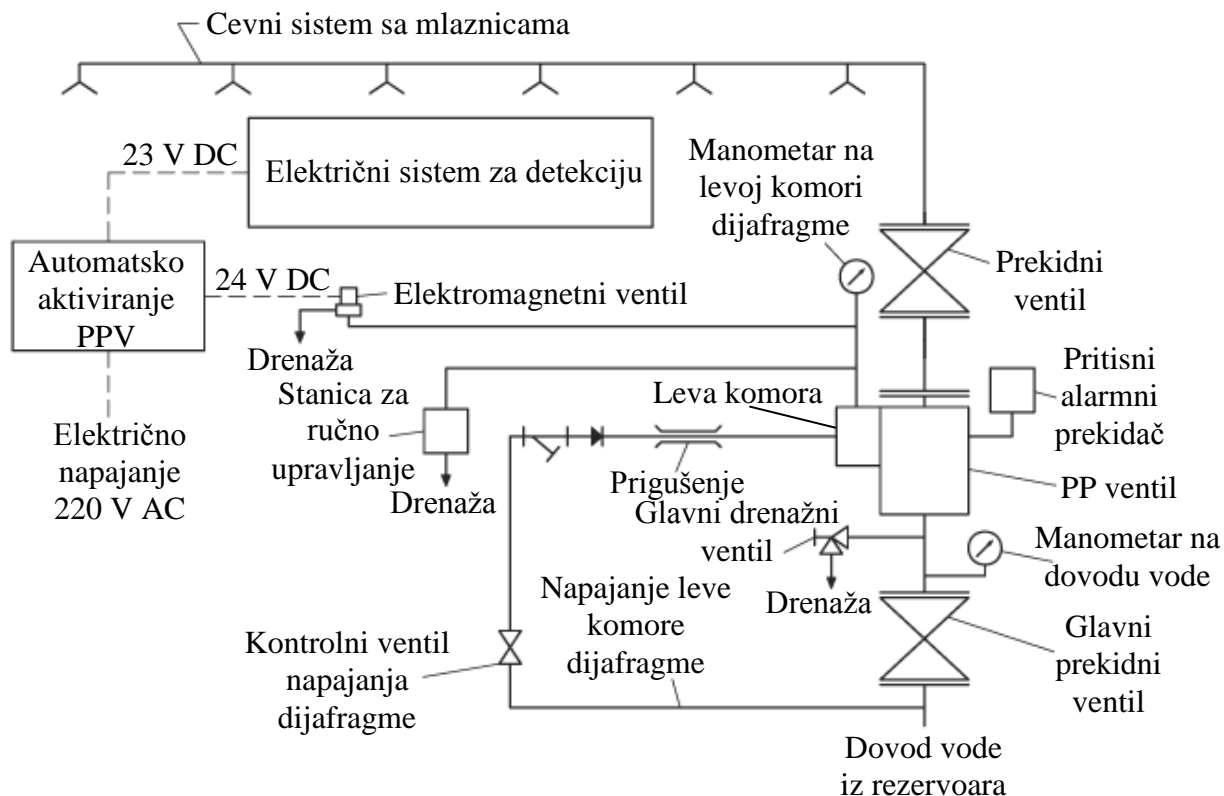 Cevni sistem sa mlaznicama
23 V DC
Električni sistem za detekciju
Manometar na
levoj komori
dijafragme
Automatsko
aktiviranje
PPV
24 V DC
Elektromagnetni ventil
Prekidni
ventil
Drenaža
Stanica za
ručno
upravljanje
Leva komora
Pritisni
alarmni
prekidač
Električno
napajanje
220 V AC
Drenaža
Prigušenje
PP ventil
Glavni drenažni
ventil
Manometar na
dovodu vode
Drenaža
Napajanje leve
komore
dijafragme
Kontrolni ventil
napajanja
dijafragme
Glavni
prekidni
ventil
Dovod vode
iz rezervoara